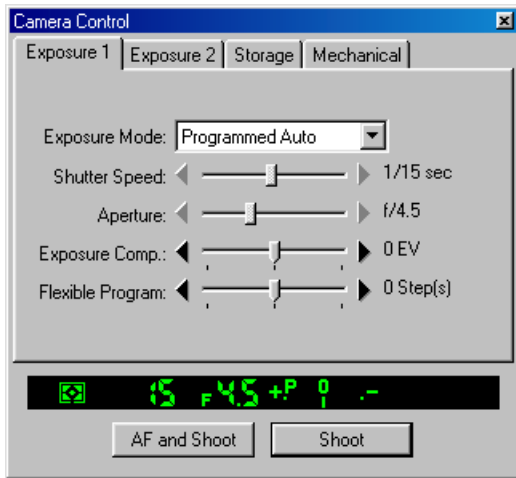 Camera Control
Exposure 1 Exposure 2 Storage Mechanical
Exposure Mode: Programmed Auto
Shutter Speed: 1/15 sec
Aperture: f/4.5
Exposure Comp.: 0 EV
Flexible Program: 0 Step(s)
15 F4.5 +.P 0 .-
AF and Shoot Shoot